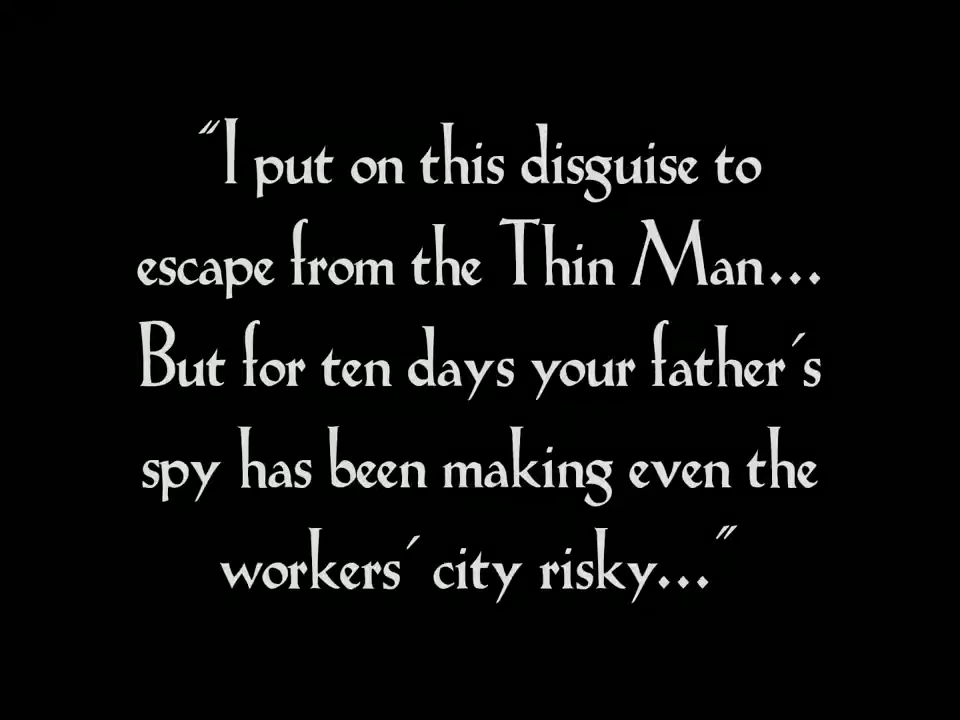 "I put on this disguise to
escape from the Thin Man...
But for ten days your father's
spy has been making even the
workers' city risky..."